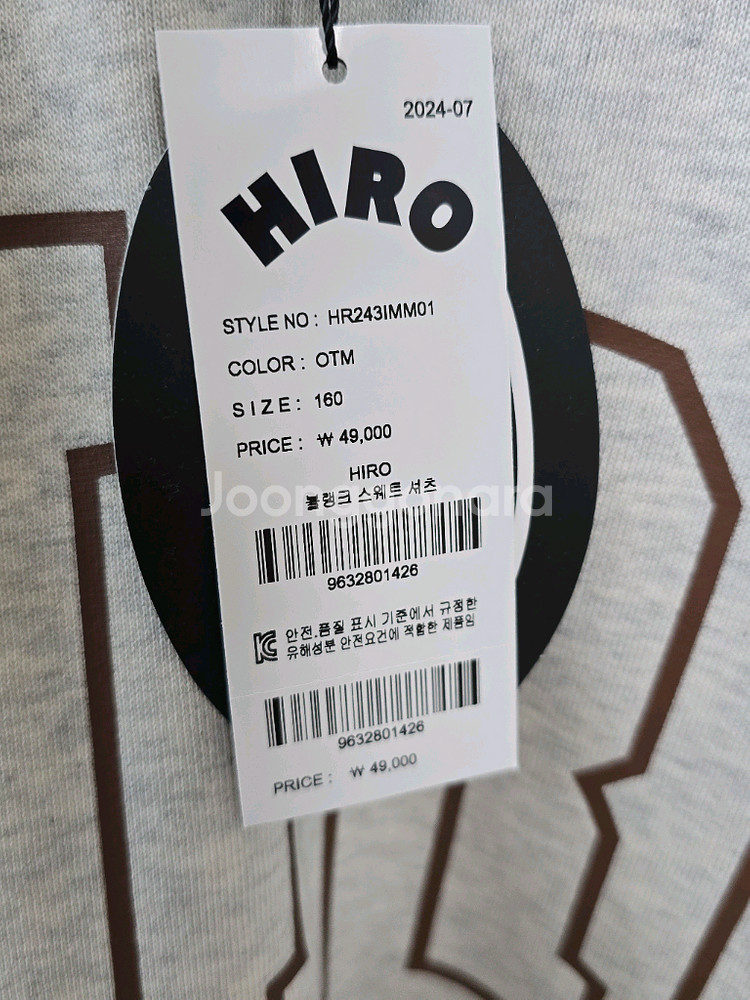 2024-07
HIRO
STYLE NO : HR243IMM01
COLOR : OTM
SIZE : 160
PRICE : ₩ 49,000
HIRO
블랭크 스웨트 셔츠
Joonggonara
9632801426
안전.품질 표시 기준에서 규정한
유해성분 안전요건에 적합한 제품임
9632801426
PRICE : ₩ 49,000